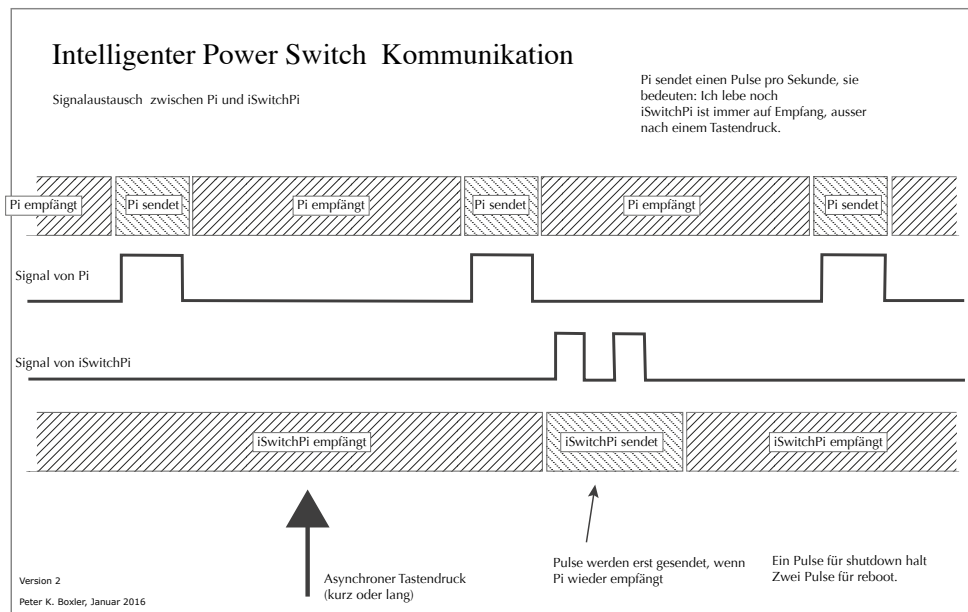 Intelligenter Power Switch Kommunikation
Signalaustausch zwischen Pi und iSwitchPi
Pi sendet einen Pulse pro Sekunde, sie
bedeuten: Ich lebe noch
iSwitchPi ist immer auf Empfang, ausser
nach einem Tastendruck.
Pi empfängt
Pi sendet
Pi empfängt
Pi sendet
Pi empfängt
Pi sendet
Signal von Pi
Signal von iSwitchPi
iSwitchPi empfängt
iSwitchPi sendet
iSwitchPi empfängt
Asynchroner Tastendruck
(kurz oder lang)
Pulse werden erst gesendet, wenn
Pi wieder empfängt
Ein Pulse für shutdown halt
Zwei Pulse für reboot.
Version 2
Peter K. Boxler, Januar 2016